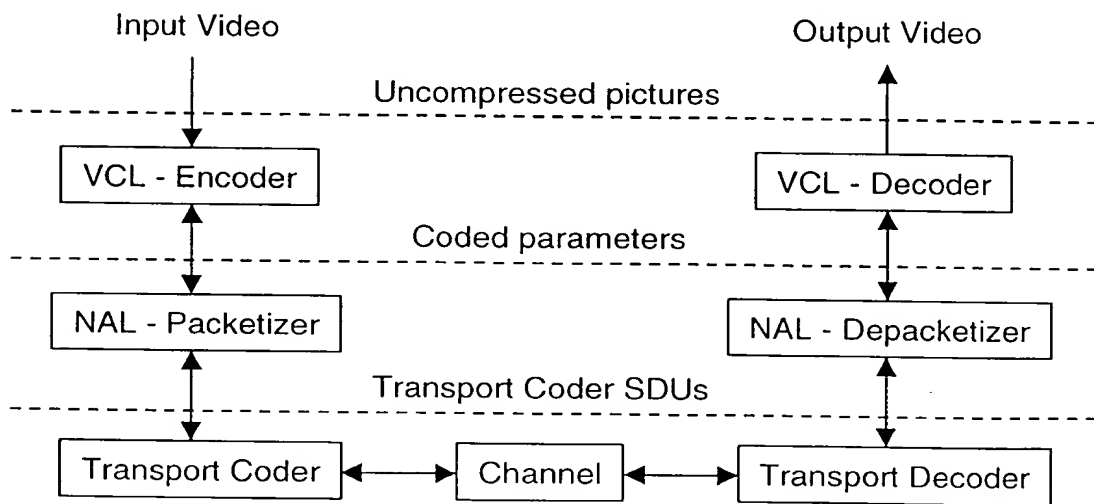 Input Video
Output Video
Uncompressed pictures
VCL - Encoder
VCL - Decoder
Coded parameters
NAL - Packetizer
NAL - Depacketizer
Transport Coder SDUs
Transport Coder
Channel
Transport Decoder